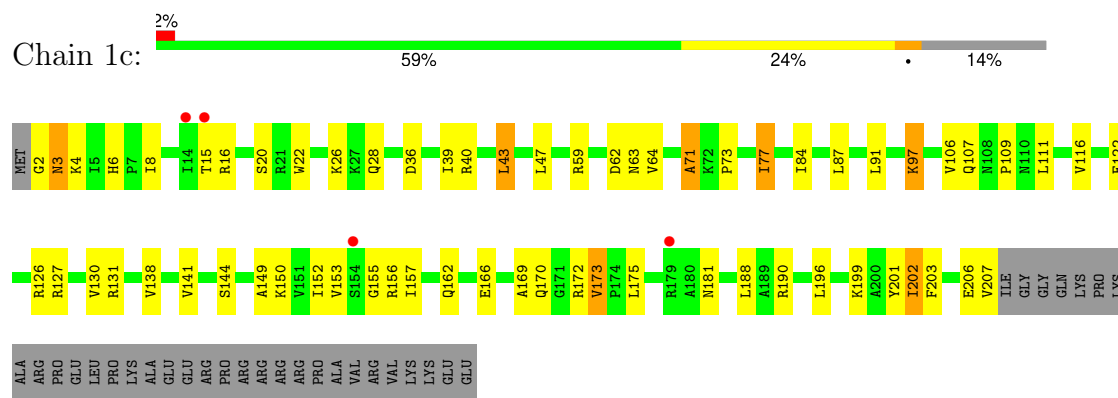 2%
Chain 1c:
59% 24% • 14%
MET G2 N3 K4 I5 H6 P7 I8 I14 T15 R16 S20 R21 W22 K26 K27 Q28 D36 I39 R40 L43 L47 R59 D62 N63 V64 A71 K72 P73 I77 I84 L87 L91 K97 V106 Q107 N108 P109 N110 L111 V116
R126 R127 V130 R131 V138 V141 S144 A149 K150 V151 I152 V153 S154 G155 R156 I157 Q162 E166 A169 Q170 G171 R172 V173 P174 L175 R179 A180 N181 L188 A189 R190 L196 K199 A200 Y201 I202 F203 E206 V207 ILE GLY GLY GLN LYS PRO LYS
ALA ARG PRO GLU LEU PRO LYS ALA GLU GLU ARG PRO ARG ARG ARG ARG PRO ALA VAL ARG VAL LYS LYS GLU GLU